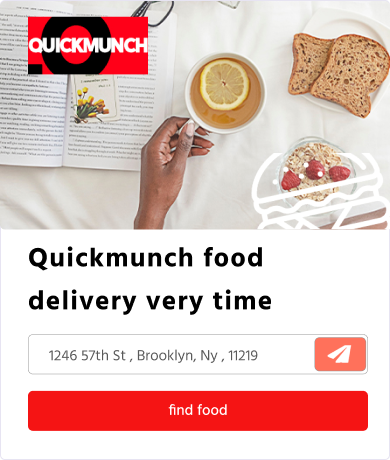 QUICKMUNCH
Quickmunch food
delivery very time
1246 57th St , Brooklyn, Ny , 11219
find food